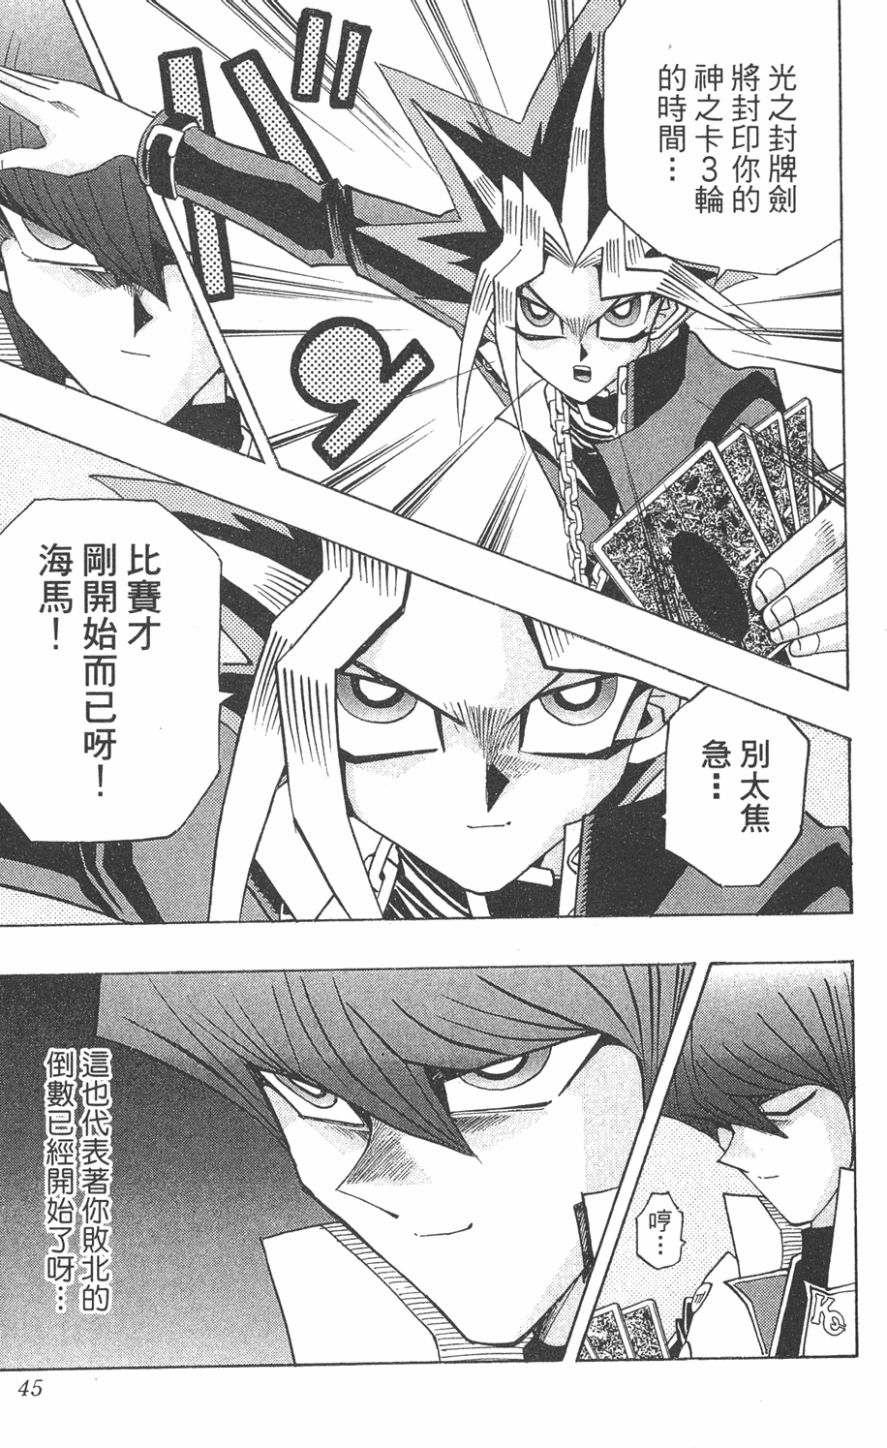 光之封牌劍
將封印你的
神之卡3輪
的時間…
別太焦
急…
比賽才
剛開始而已呀！
海馬！
哼…
KC
這也代表著你敗北的
倒數已經開始了呀…
45